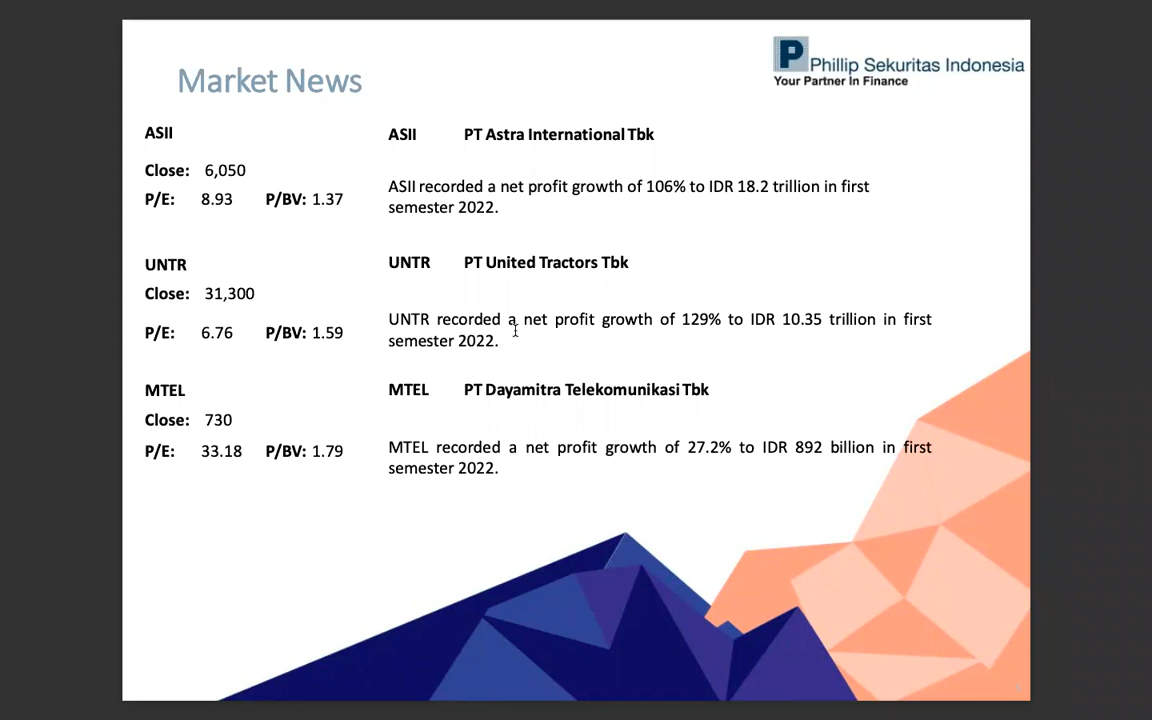 Market News
Phillip Sekuritas Indonesia
Your Partner In Finance
ASII
Close: 6,050
P/E: 8.93 P/BV: 1.37
ASII PT Astra International Tbk
ASII recorded a net profit growth of 106% to IDR 18.2 trillion in first
semester 2022.
UNTR
Close: 31,300
P/E: 6.76 P/BV: 1.59
UNTR PT United Tractors Tbk
UNTR recorded a net profit growth of 129% to IDR 10.35 trillion in first
semester 2022.
MTEL
Close: 730
P/E: 33.18 P/BV: 1.79
MTEL PT Dayamitra Telekomunikasi Tbk
MTEL recorded a net profit growth of 27.2% to IDR 892 billion in first
semester 2022.